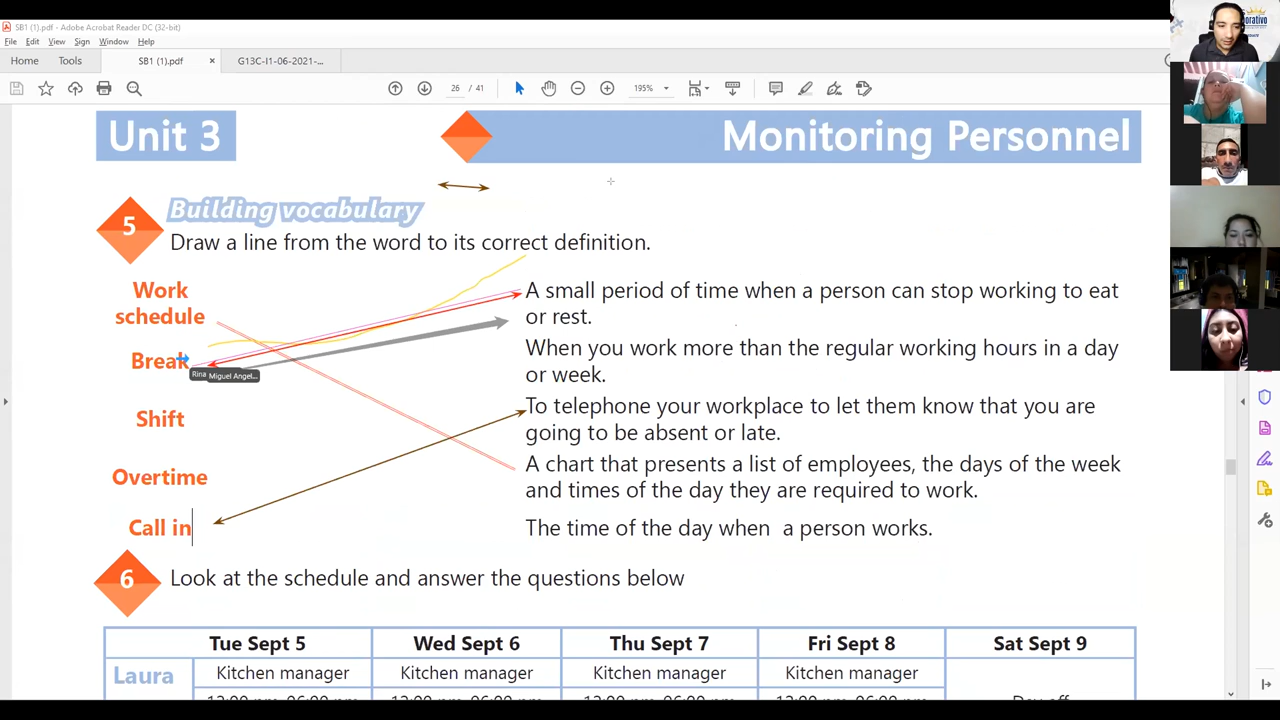 SB1 (1).pdf - Adobe Acrobat Reader DC (32-bit)
File Edit View Sign Window Help
Home Tools SB1 (1).pdf × G13C-I1-06-2021-...
26 / 41 195%
Unit 3
Monitoring Personnel
5 Building vocabulary
Draw a line from the word to its correct definition.
Work
schedule
Break
Shift
Overtime
Call in
A small period of time when a person can stop working to eat
or rest.
When you work more than the regular working hours in a day
or week.
To telephone your workplace to let them know that you are
going to be absent or late.
A chart that presents a list of employees, the days of the week
and times of the day they are required to work.
The time of the day when a person works.
Rina Miguel Angel...
6 Look at the schedule and answer the questions below
Tue Sept 5 Wed Sept 6 Thu Sept 7 Fri Sept 8 Sat Sept 9
Laura Kitchen manager Kitchen manager Kitchen manager Kitchen manager